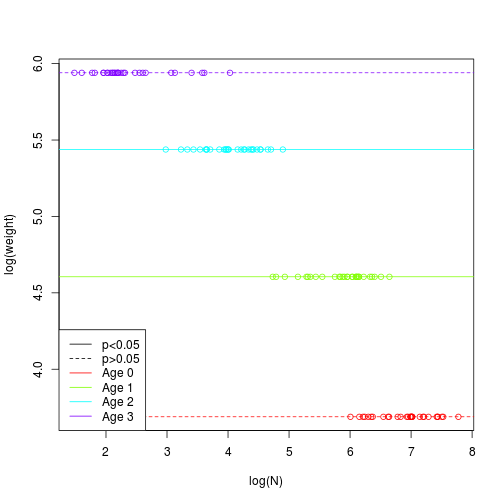 6.0
5.5
5.0
4.5
4.0
log(weight)
p<0.05
p>0.05
Age 0
Age 1
Age 2
Age 3
2 3 4 5 6 7 8
log(N)